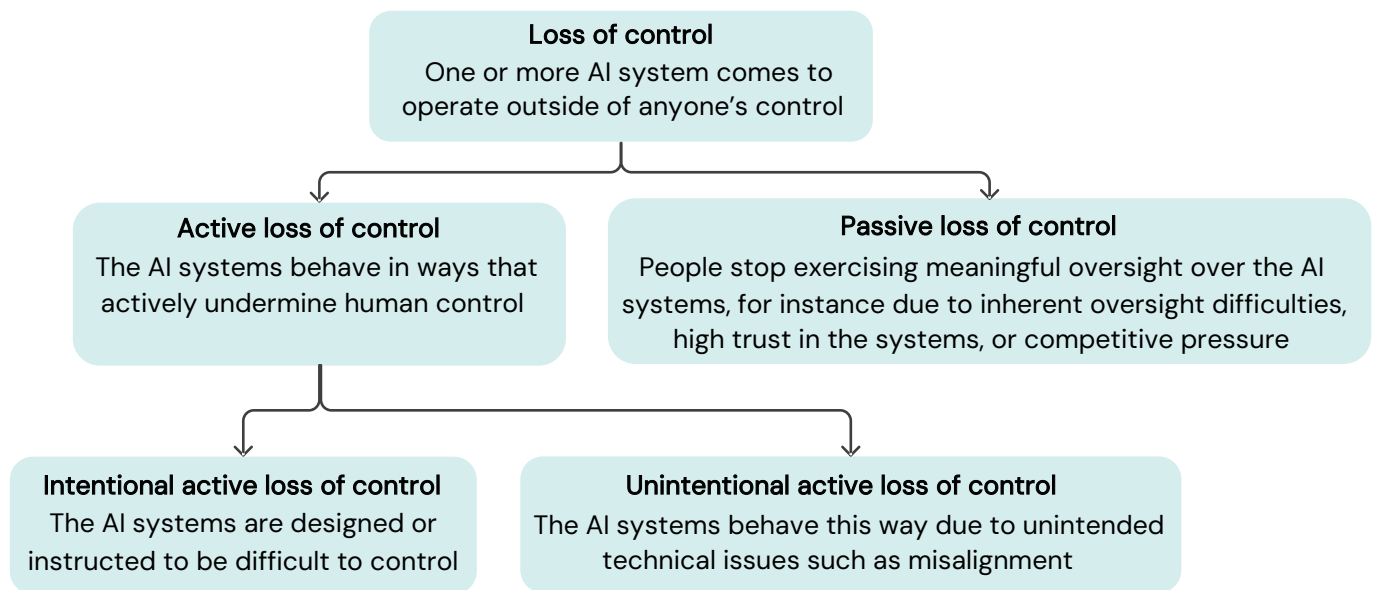 Loss of control
One or more AI system comes to
operate outside of anyone’s control
Active loss of control
The AI systems behave in ways that
actively undermine human control
Passive loss of control
People stop exercising meaningful oversight over the AI
systems, for instance due to inherent oversight difficulties,
high trust in the systems, or competitive pressure
Intentional active loss of control
The AI systems are designed or
instructed to be difficult to control
Unintentional active loss of control
The AI systems behave this way due to unintended
technical issues such as misalignment